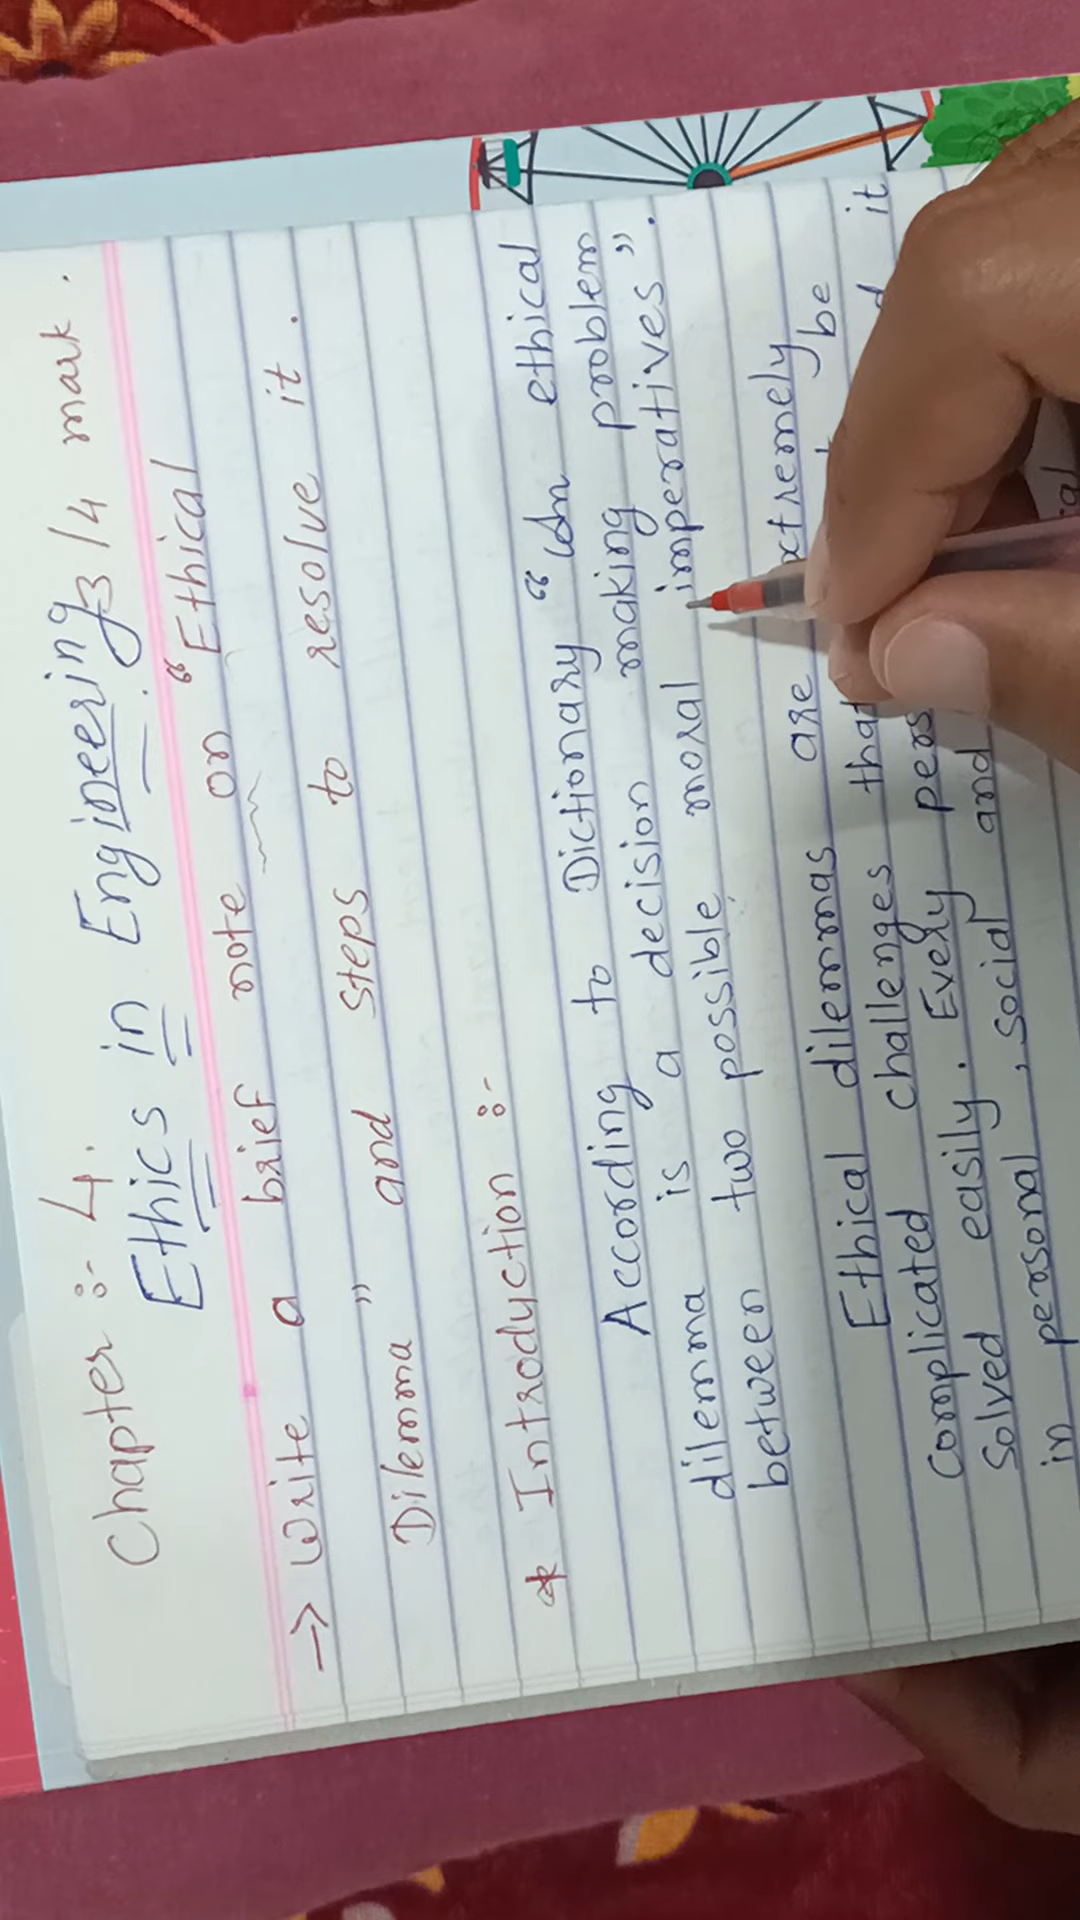 Chapter :- 4.
Ethics in Engineering 3/4 mark.
→ Write a brief note on "Ethical
Dilemma" and steps to resolve it.
* Introduction :-
According to Dictionary "An ethical
dilemma is a decision making problem
between two possible moral imperatives".
Ethical dilemmas are extremely
complicated challenges that be
solved easily. Every it
in personal, social and